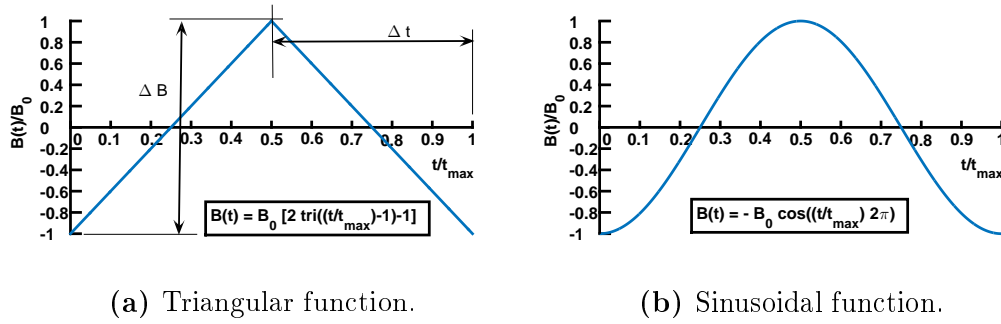 1
0.8
0.6
0.4
0.2
0
-0.2
-0.4
-0.6
-0.8
-1
B(t)/B0
0 0.1 0.2 0.3 0.4 0.5 0.6 0.7 0.8 0.9 1
t/tmax
Δ B
Δ t
B(t) = B0 [2 tri((t/tmax)-1)-1]
(a) Triangular function.
1
0.8
0.6
0.4
0.2
0
-0.2
-0.4
-0.6
-0.8
-1
B(t)/B0
0 0.1 0.2 0.3 0.4 0.5 0.6 0.7 0.8 0.9 1
t/tmax
B(t) = - B0 cos((t/tmax) 2π)
(b) Sinusoidal function.